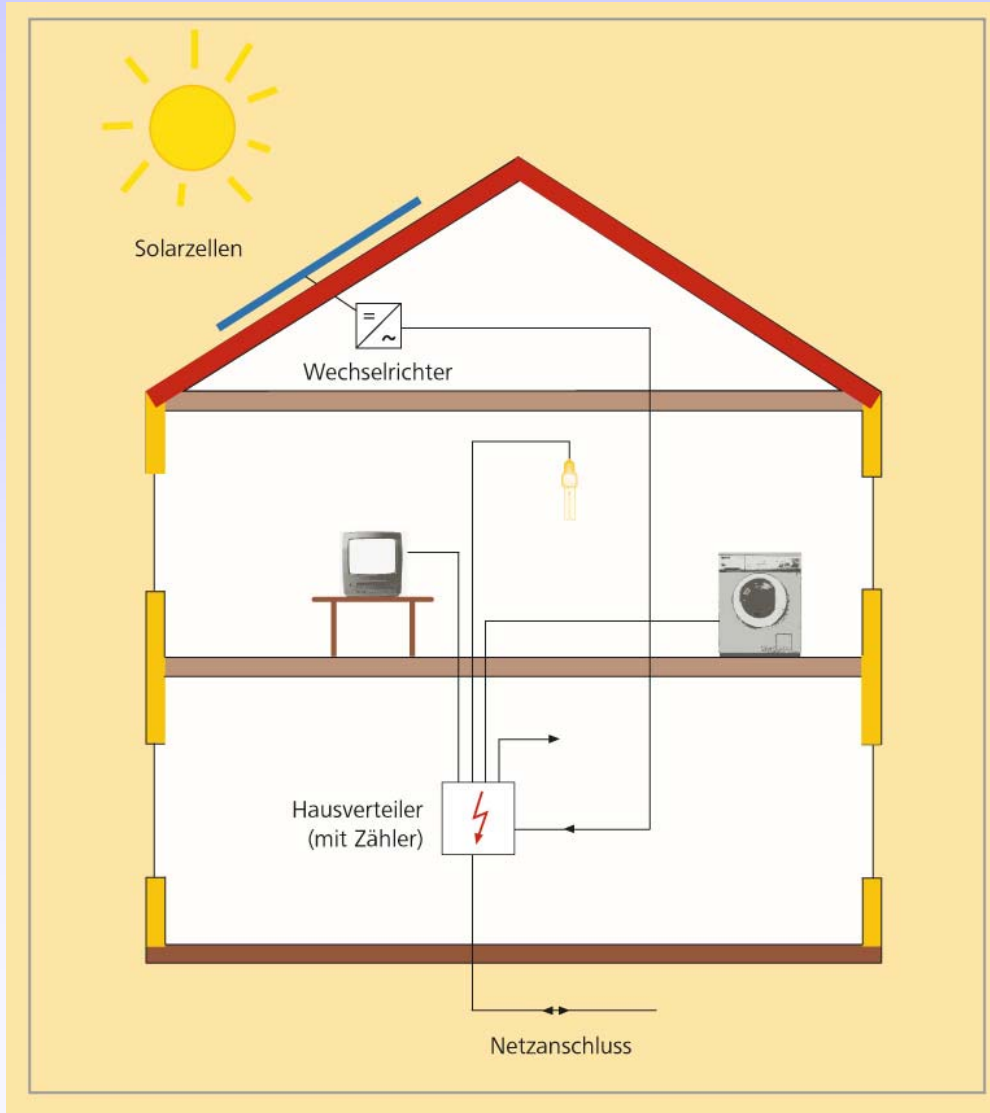 Solarzellen
=
~
Wechselrichter
Hausverteiler
(mit Zähler)
Netzanschluss